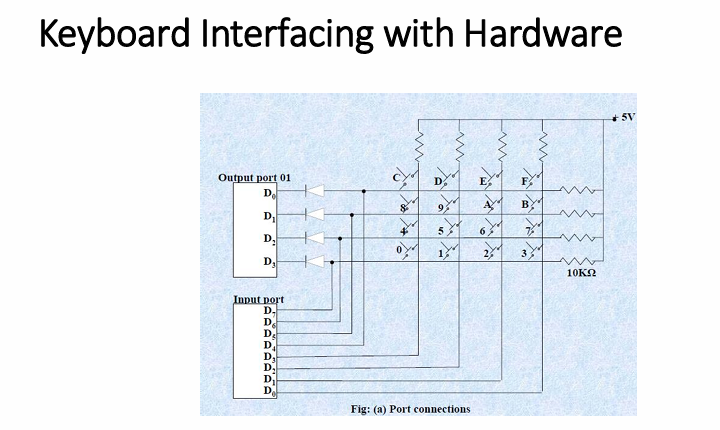 Keyboard Interfacing with Hardware
+ 5V
Output port 01
C D E F
D0
8 9 A B
D1
4 5 6 7
D2
0 1 2 3
D3
10KΩ
Input port
D7
D6
D5
D4
D3
D2
D1
D0
Fig: (a) Port connections